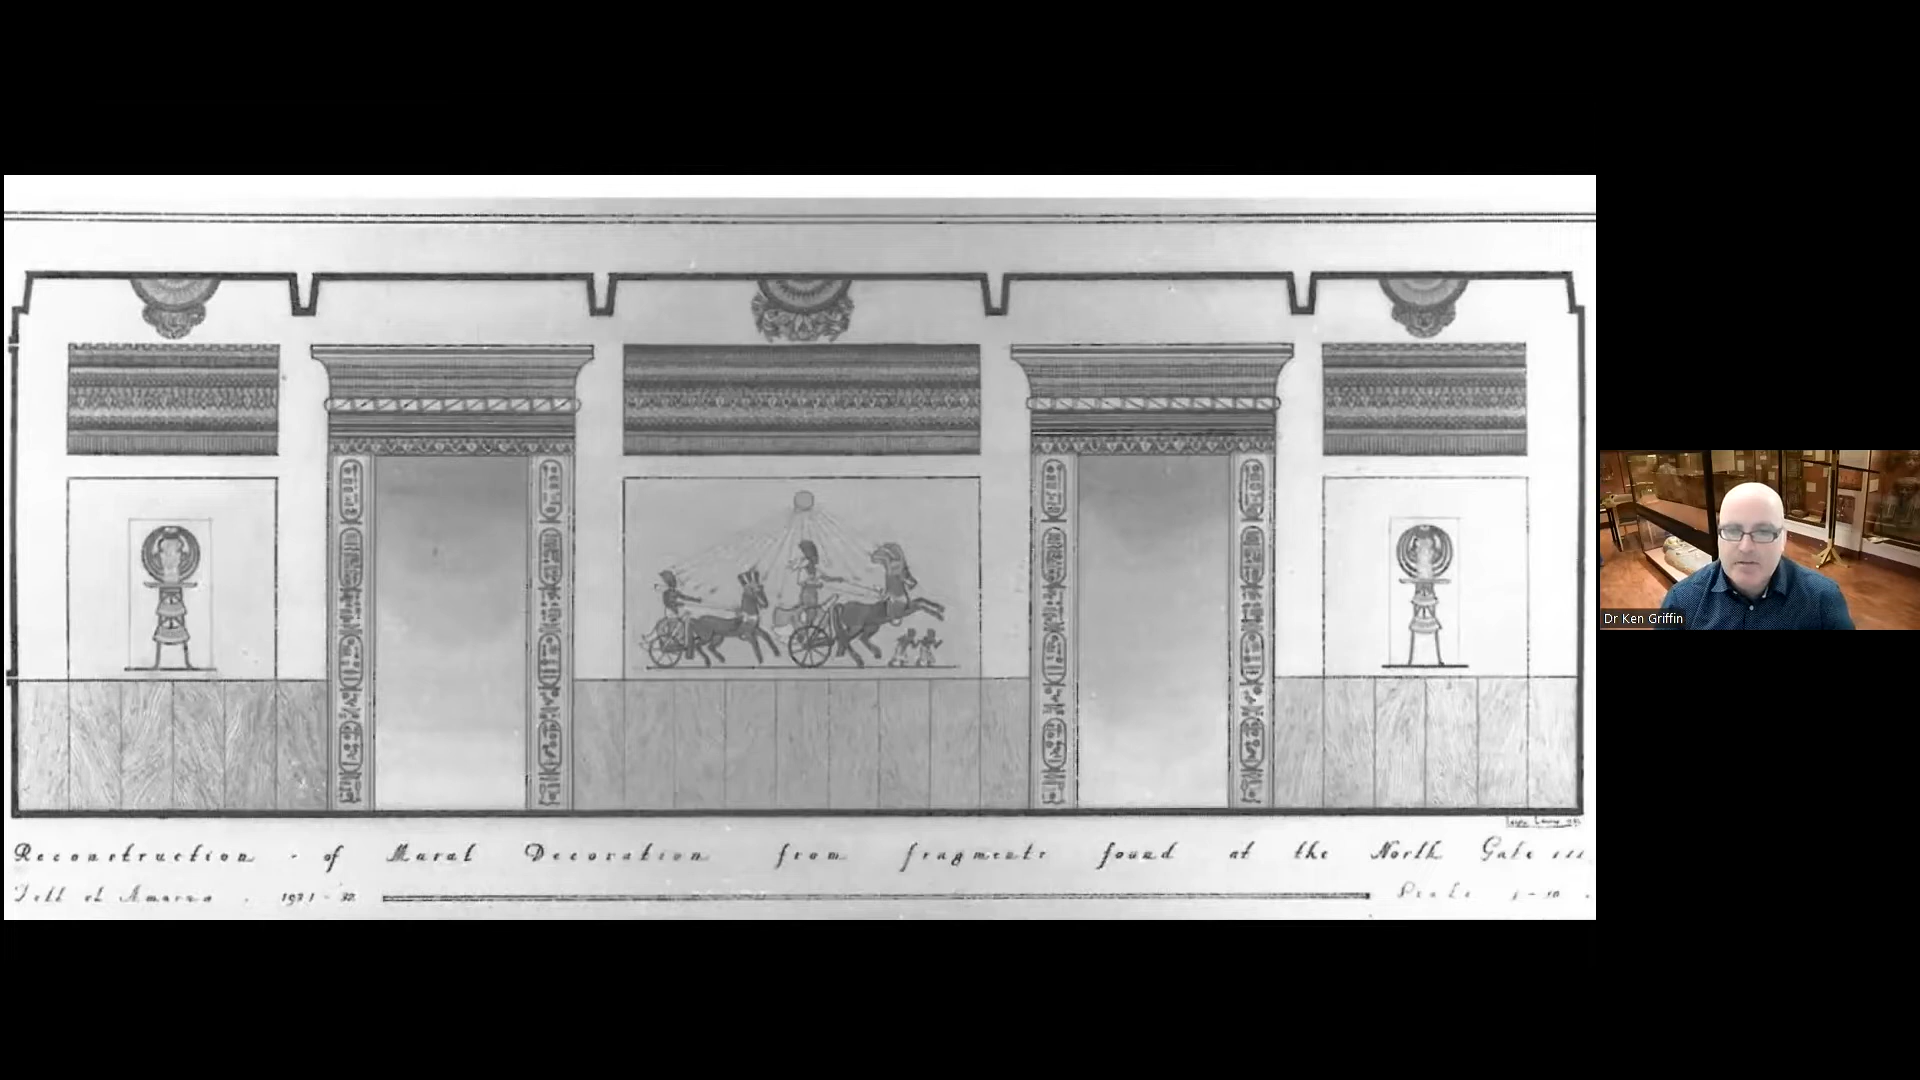 Reconstruction - of Mural Decoration from fragments found at the North Gate
Tell el Amarna . 1931 - 32 Scale 1 - 10 .
Dr Ken Griffin